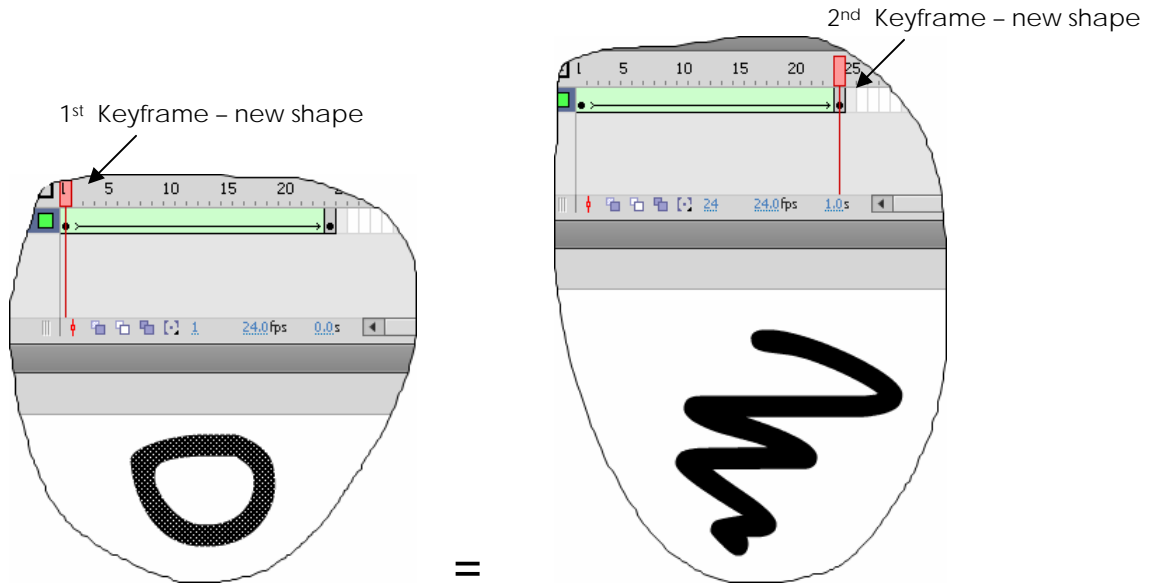 2nd Keyframe – new shape
1 5 10 15 20 25
24 24.0fps 1.0s
1st Keyframe – new shape
1 5 10 15 20
1 24.0fps 0.0s
=